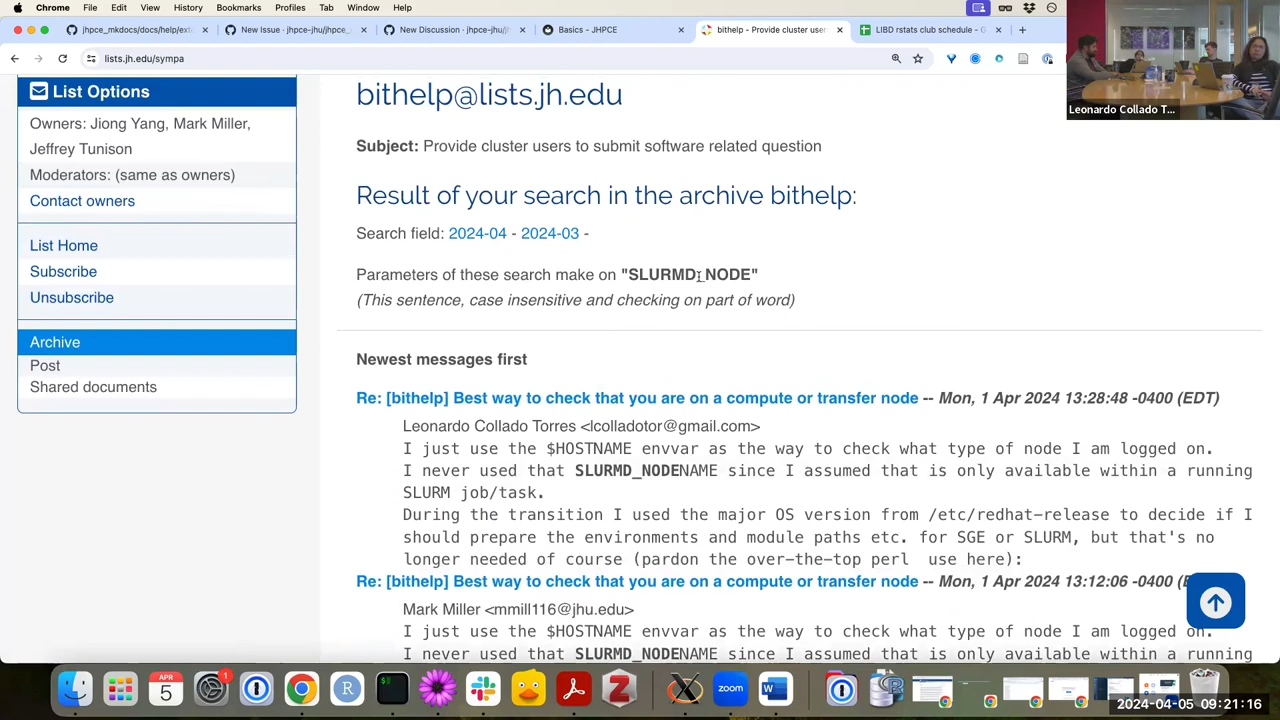 Chrome File Edit View History Bookmarks Profiles Tab Window Help
jhpce_mkdocs/docs/help/ext
New Issue · jhpce-jhu/jhpce_
New Discussion · jhpce-jhu/j
Basics - JHPCE
bithelp - Provide cluster user
LIBD rstats club schedule - G
lists.jh.edu/sympa
Leonardo Collado T...
List Options
Owners: Jiong Yang, Mark Miller,
Jeffrey Tunison
Moderators: (same as owners)
Contact owners
List Home
Subscribe
Unsubscribe
Archive
Post
Shared documents
bithelp@lists.jh.edu
Subject: Provide cluster users to submit software related question
Result of your search in the archive bithelp:
Search field: 2024-04 - 2024-03 -
Parameters of these search make on "SLURMD_NODE"
(This sentence, case insensitive and checking on part of word)
Newest messages first
Re: [bithelp] Best way to check that you are on a compute or transfer node -- Mon, 1 Apr 2024 13:28:48 -0400 (EDT)
Leonardo Collado Torres <lcolladotor@gmail.com>
I just use the $HOSTNAME envvar as the way to check what type of node I am logged on.
I never used that SLURMD_NODENAME since I assumed that is only available within a running
SLURM job/task.
During the transition I used the major OS version from /etc/redhat-release to decide if I
should prepare the environments and module paths etc. for SGE or SLURM, but that's no
longer needed of course (pardon the over-the-top perl use here):
Re: [bithelp] Best way to check that you are on a compute or transfer node -- Mon, 1 Apr 2024 13:12:06 -0400 (E
Mark Miller <mmill116@jhu.edu>
I just use the $HOSTNAME envvar as the way to check what type of node I am logged on.
I never used that SLURMD_NODENAME since I assumed that is only available within a running
APR
5
1
R
zoom
W
2024-04-05 09:21:16